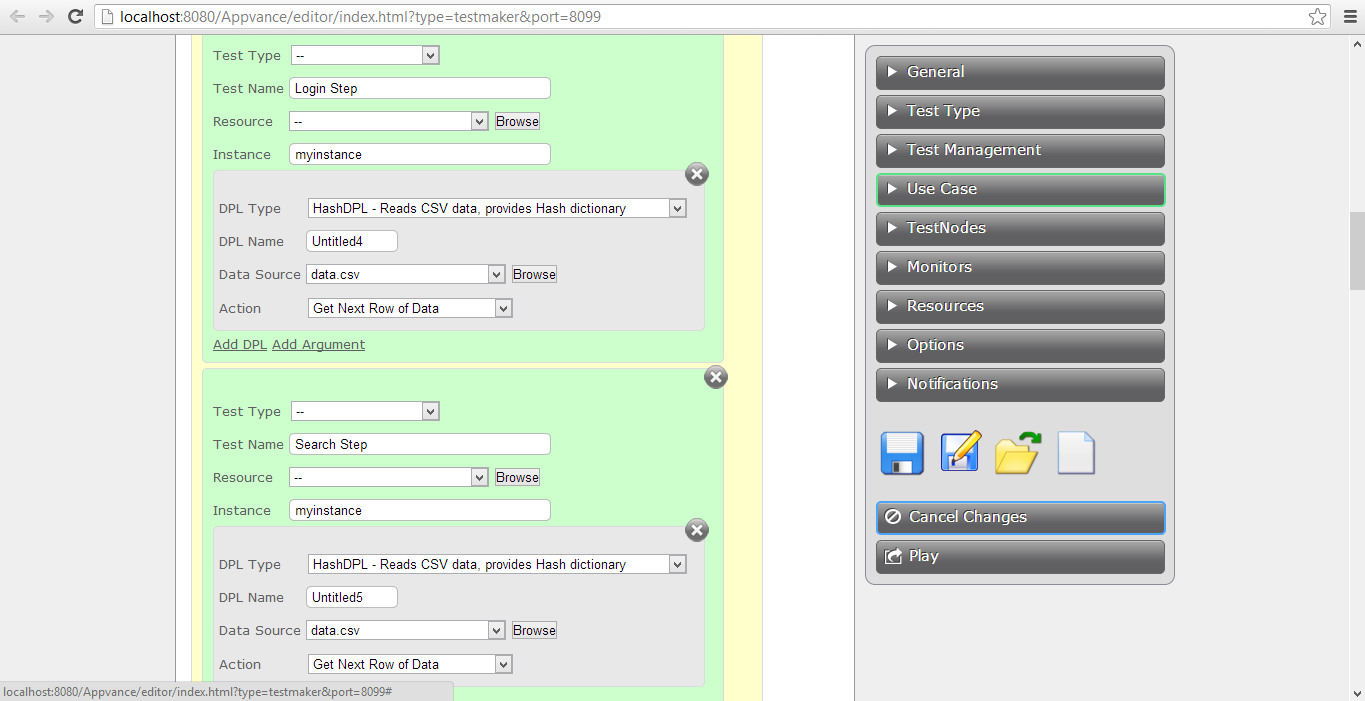 localhost:8080/Appvance/editor/index.html?type=testmaker&port=8099
Test Type --
Test Name Login Step
Resource -- Browse
Instance myinstance
DPL Type HashDPL - Reads CSV data, provides Hash dictionary
DPL Name Untitled4
Data Source data.csv Browse
Action Get Next Row of Data
Add DPL Add Argument
Test Type --
Test Name Search Step
Resource -- Browse
Instance myinstance
DPL Type HashDPL - Reads CSV data, provides Hash dictionary
DPL Name Untitled5
Data Source data.csv Browse
Action Get Next Row of Data
localhost:8080/Appvance/editor/index.html?type=testmaker&port=8099#
General
Test Type
Test Management
Use Case
TestNodes
Monitors
Resources
Options
Notifications
Cancel Changes
Play